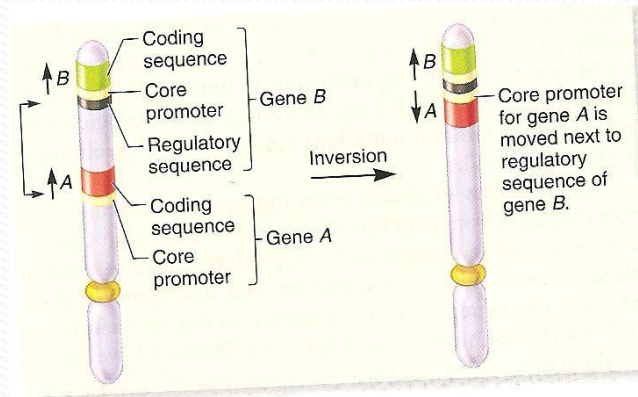 Coding
sequence
B
Core
promoter
Gene B
Regulatory
sequence
A
Coding
sequence
Gene A
Core
promoter
Inversion
B
A
Core promoter
for gene A is
moved next to
regulatory
sequence of
gene B.